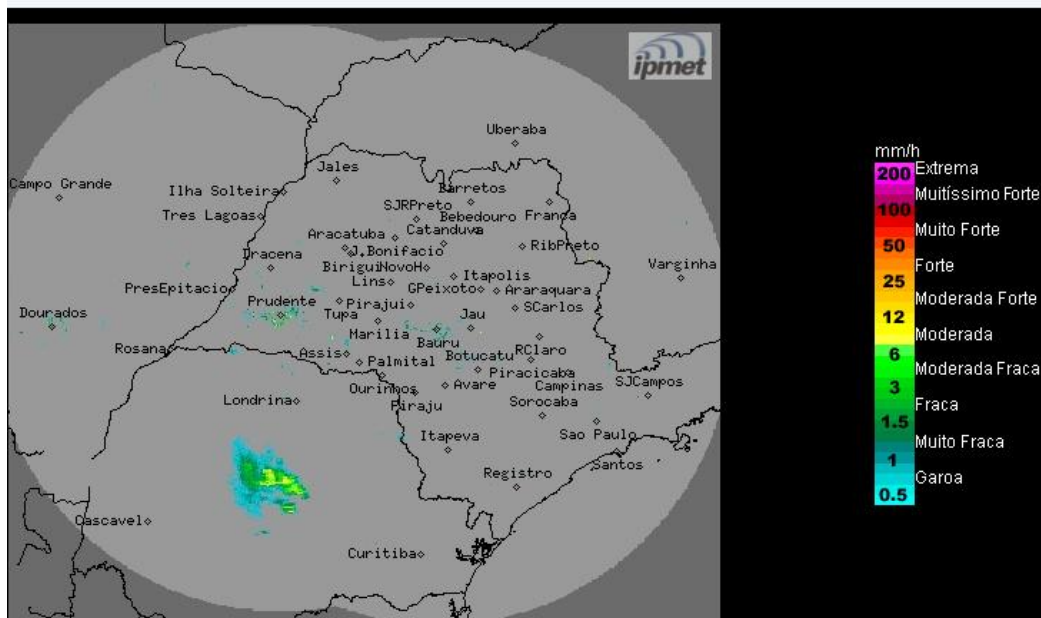 ipmet
Uberaba
Jales
Campo Grande
Ilha Solteira
Barretos
SJRPreto
Tres Lagoas
Bebedouro
Franca
Catanduva
Aracatuba
RibPreto
J.Bonifacio
Dracena
Birigui
NovoH
Itapolis
Varginha
Lins
GPeixoto
Araraquara
PresEpitacio
Prudente
Tupa
Pirajui
SCarlos
Dourados
Jau
Marilia
Bauru
Rosana
Assis
Palmital
Botucatu
RClaro
Piracicaba
Ourinhos
Avare
Campinas
SJCampos
Londrina
Piraju
Sorocaba
Itapeva
Sao Paulo
Santos
Registro
Cascavel
Curitiba
mm/h
200 Extrema
Muitíssimo Forte
100
Muito Forte
50
Forte
25
Moderada Forte
12
Moderada
6
Moderada Fraca
3
Fraca
1.5
Muito Fraca
1
Garoa
0.5